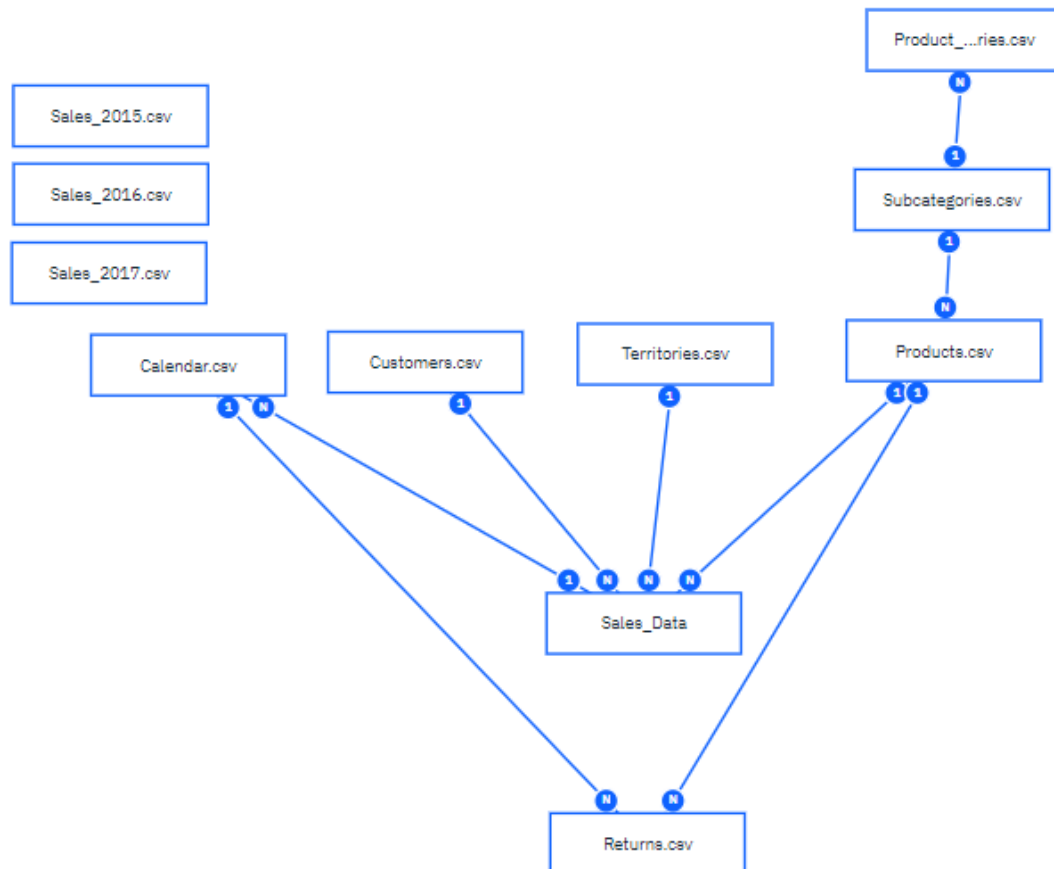 Product_...ries.csv
Sales_2015.csv
Sales_2016.csv
Subcategories.csv
Sales_2017.csv
Calendar.csv
Customers.csv
Territories.csv
Products.csv
Sales_Data
Returns.csv
N
1
1
N
1
N
1
1
1
1
1
N
N
N
N
N